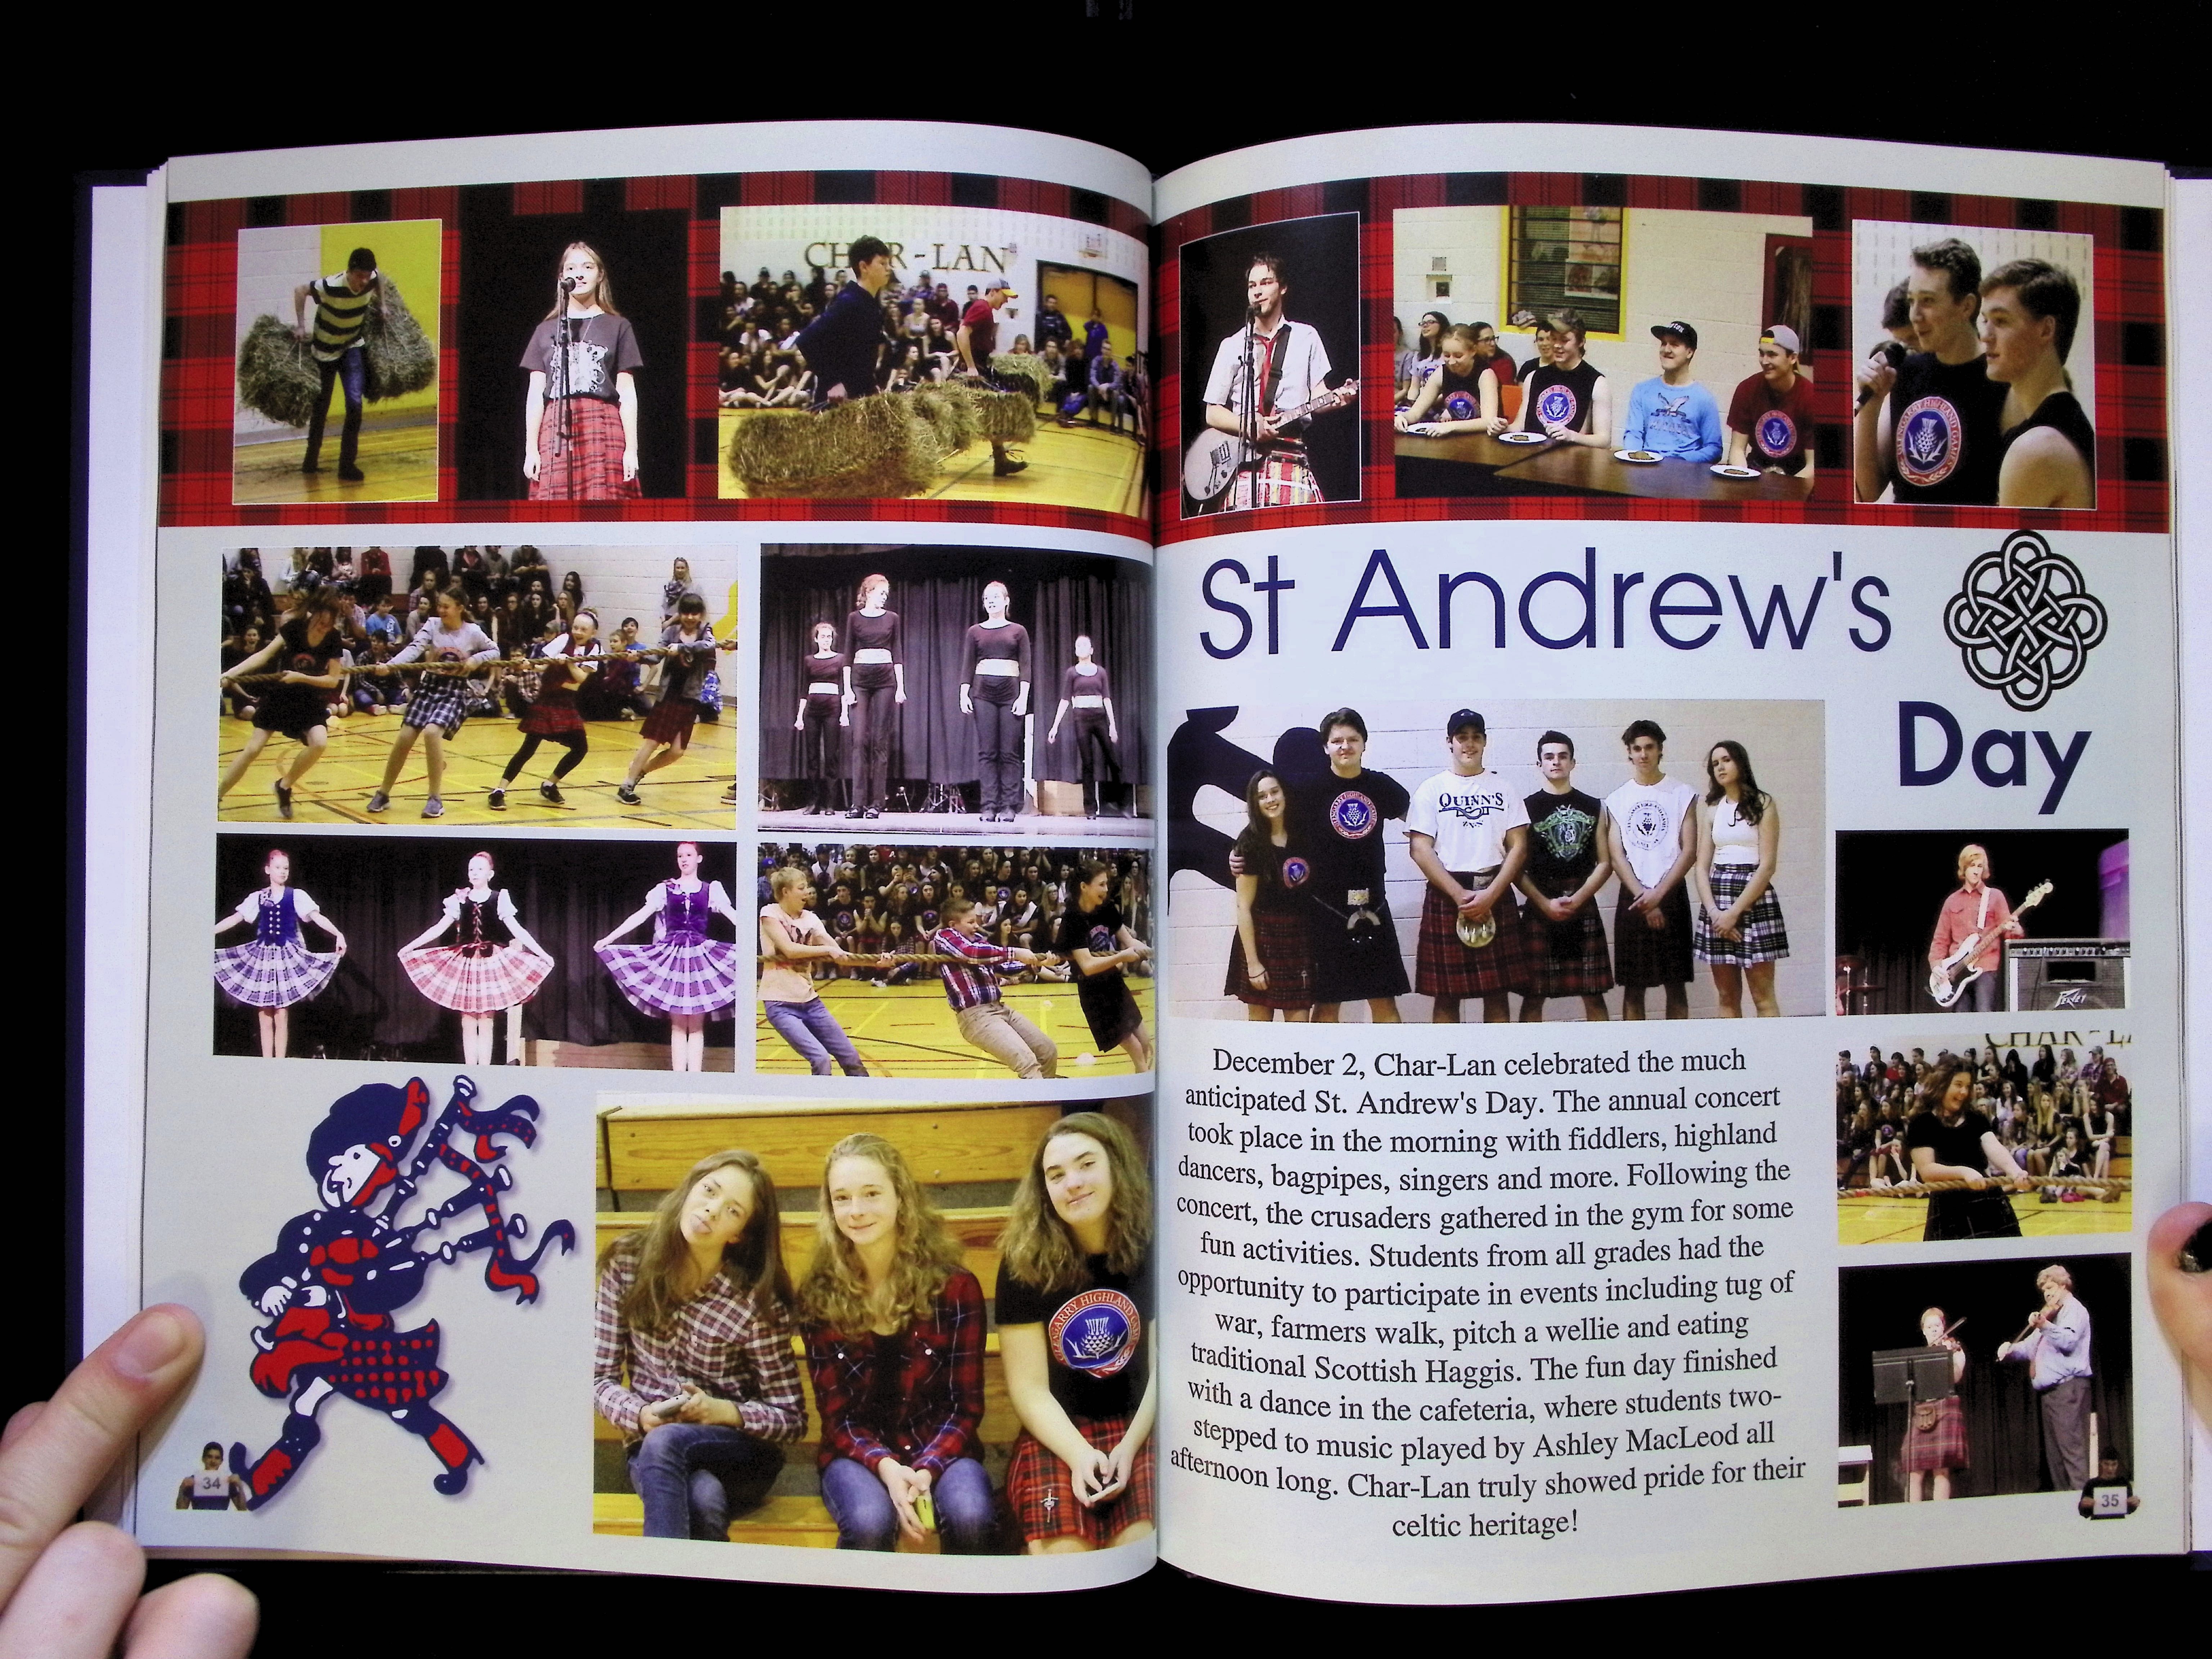 CHAR-LAN
St Andrew's
Day
QUINN'S
GLENGARRY HIGHLAND
PEAVEY
CHAR-LA
December 2, Char-Lan celebrated the much
anticipated St. Andrew's Day. The annual concert
took place in the morning with fiddlers, highland
dancers, bagpipes, singers and more. Following the
concert, the crusaders gathered in the gym for some
fun activities. Students from all grades had the
opportunity to participate in events including tug of
war, farmers walk, pitch a wellie and eating
traditional Scottish Haggis. The fun day finished
with a dance in the cafeteria, where students two-
stepped to music played by Ashley MacLeod all
afternoon long. Char-Lan truly showed pride for their
celtic heritage!
34
35